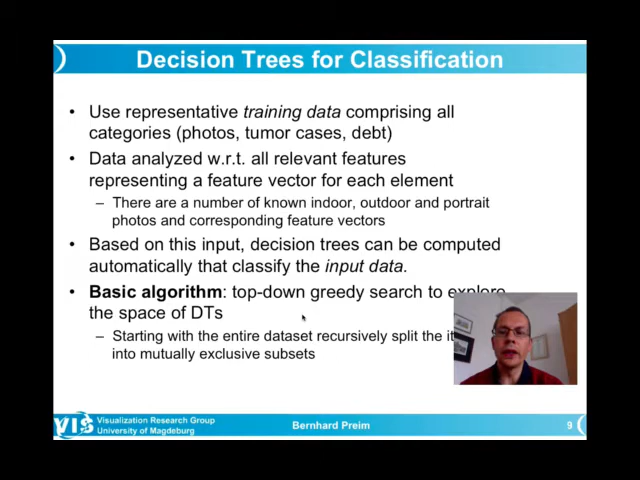 Decision Trees for Classification
• Use representative training data comprising all
categories (photos, tumor cases, debt)
• Data analyzed w.r.t. all relevant features
representing a feature vector for each element
– There are a number of known indoor, outdoor and portrait
photos and corresponding feature vectors
• Based on this input, decision trees can be computed
automatically that classify the input data.
• Basic algorithm: top-down greedy search to explore
the space of DTs
– Starting with the entire dataset recursively split the
into mutually exclusive subsets
VIS
Visualization Research Group
University of Magdeburg
Bernhard Preim
9